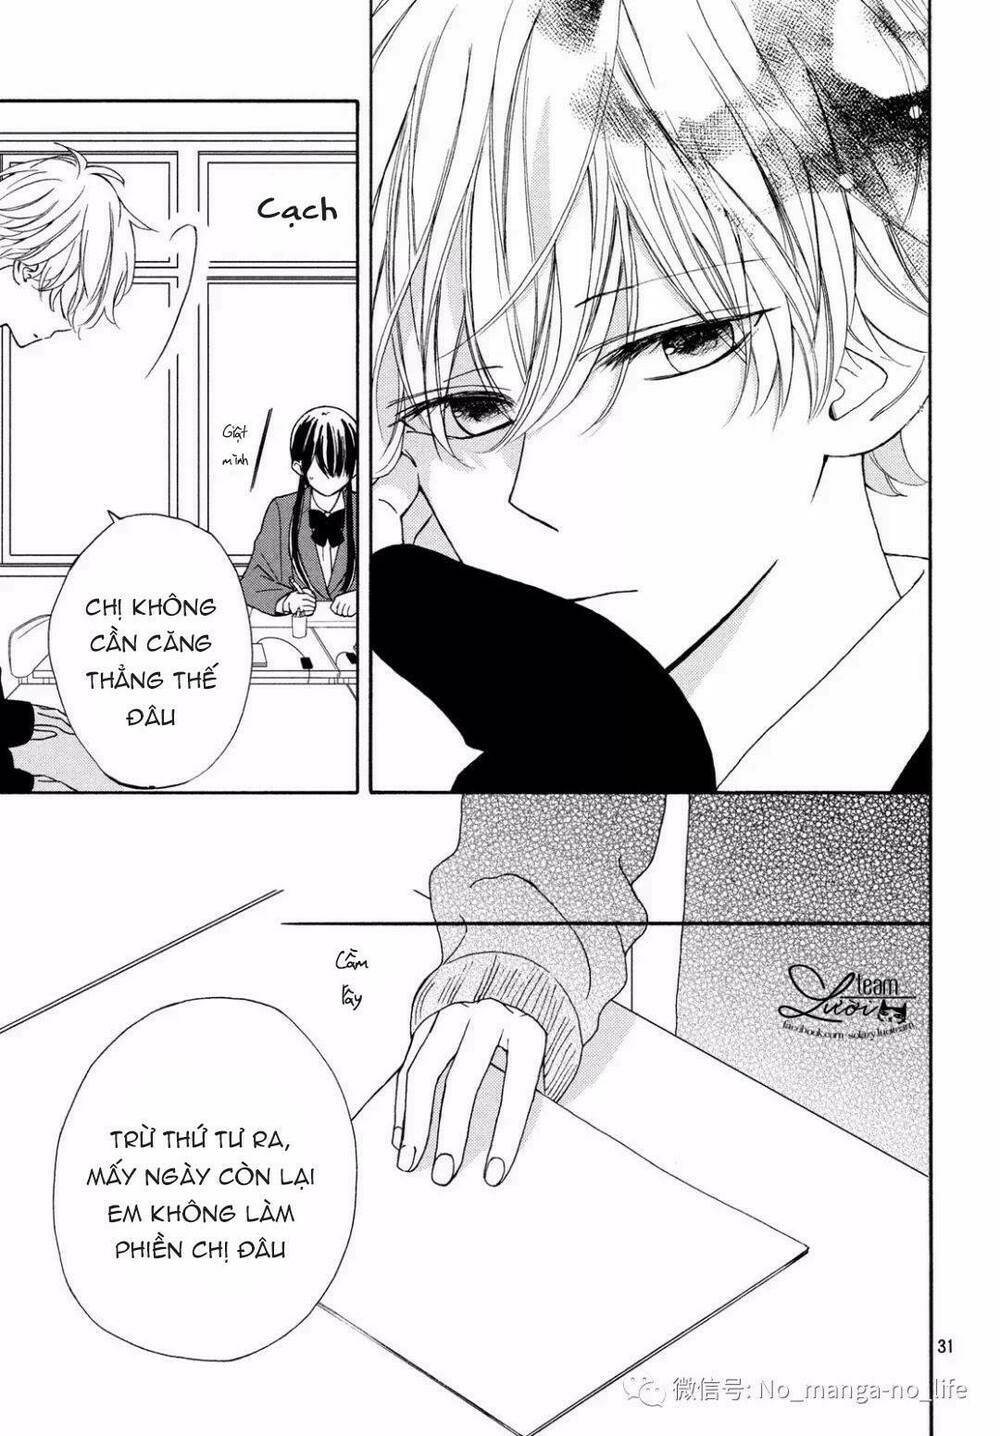 Cạch
Giật
mình
CHỊ KHÔNG
CẦN CĂNG
THẲNG THẾ
ĐÂU
Cầm
lấy
TRỪ THỨ TƯ RA,
MẤY NGÀY CÒN LẠI
EM KHÔNG LÀM
PHIỀN CHỊ ĐÂU
team
Lười
31
微信号: No_manga-no_life